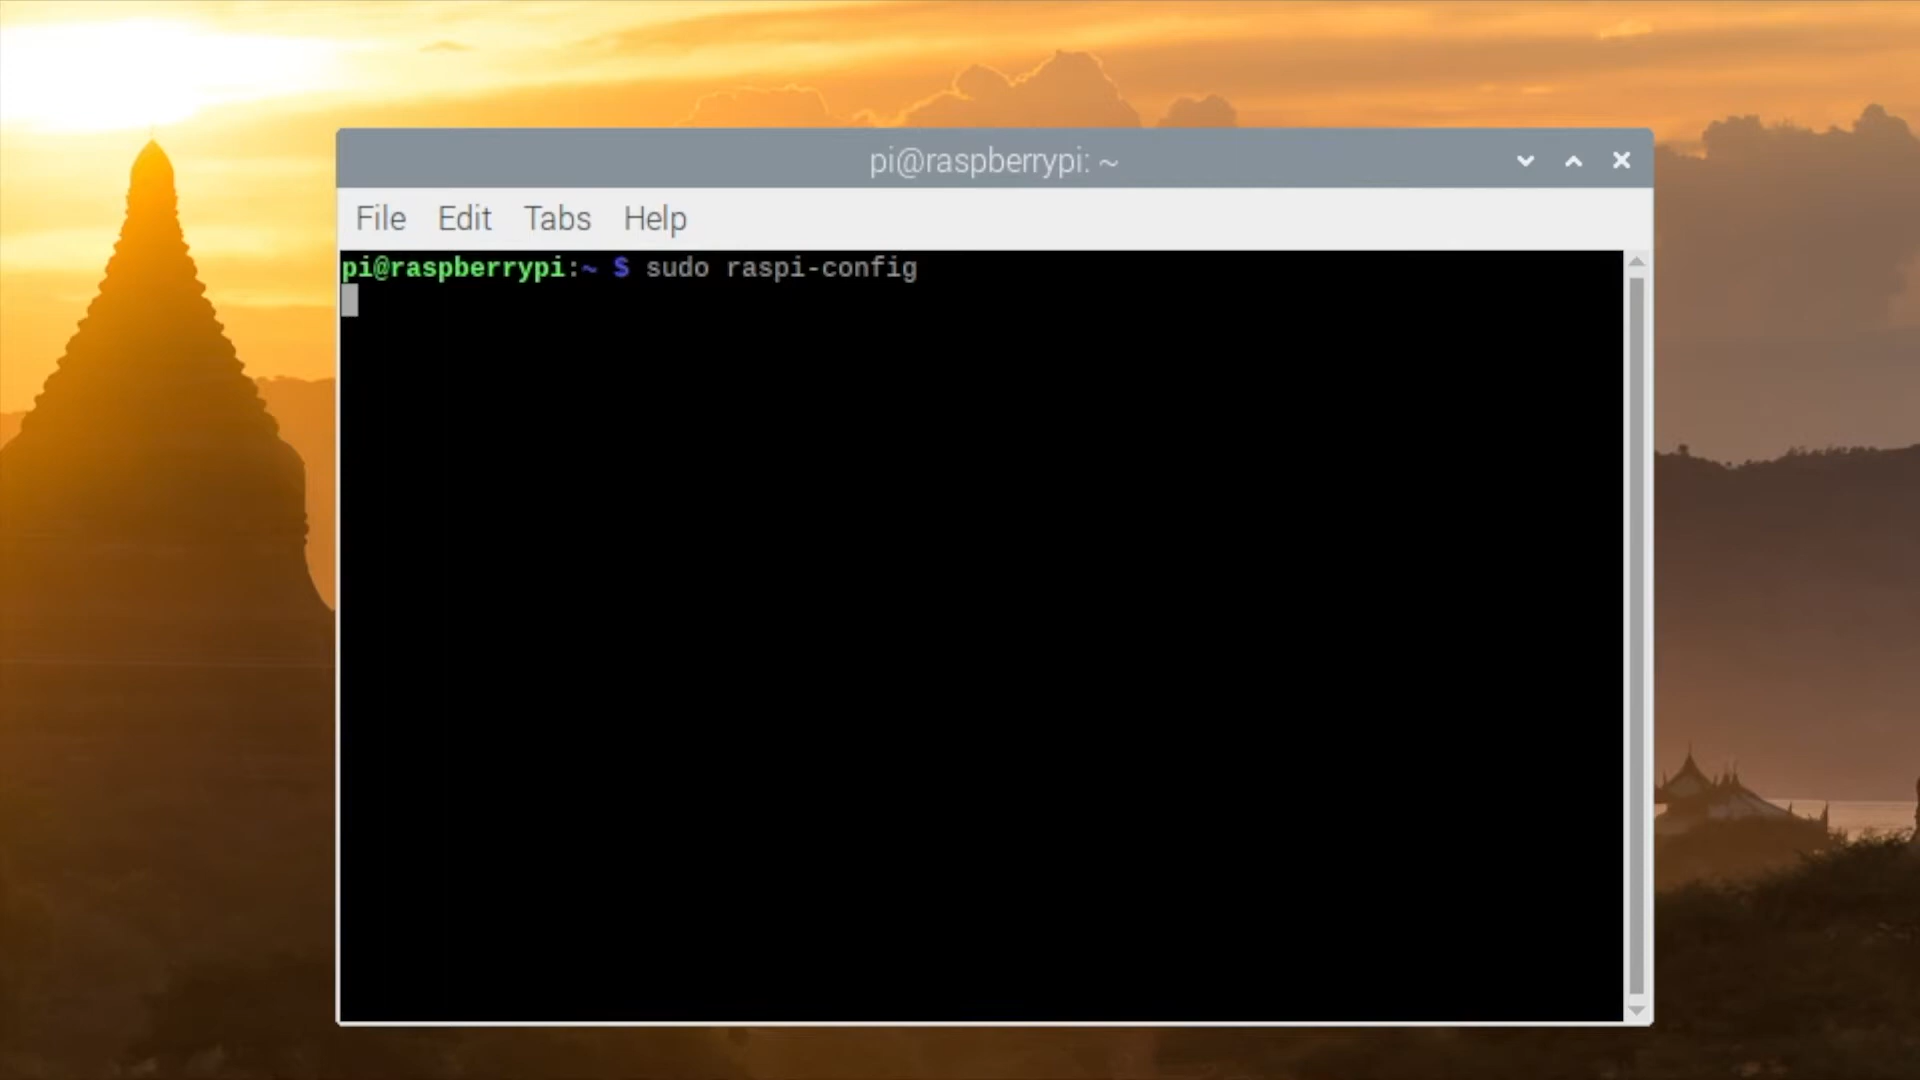 pi@raspberrypi: ~
File Edit Tabs Help
pi@raspberrypi:~ $ sudo raspi-config